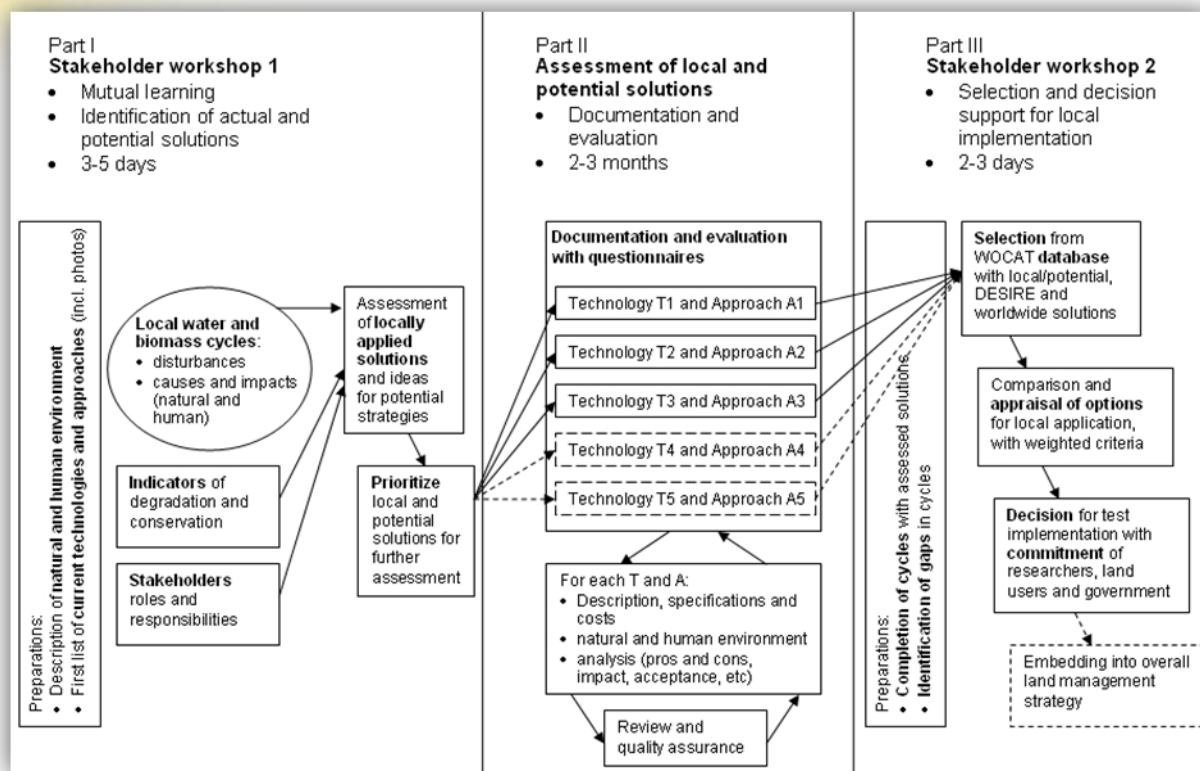 Part I
Stakeholder workshop 1
• Mutual learning
• Identification of actual and
potential solutions
• 3-5 days
Preparations:
• Description of natural and human environment
• First list of current technologies and approaches (incl. photos)
Local water and
biomass cycles:
• disturbances
• causes and impacts
(natural and
human)
Indicators of
degradation and
conservation
Stakeholders
roles and
responsibilities
Assessment
of locally
applied
solutions
and ideas
for potential
strategies
Prioritize
local and
potential
solutions for
further
assessment
Part II
Assessment of local and
potential solutions
• Documentation and
evaluation
• 2-3 months
Documentation and evaluation
with questionnaires
Technology T1 and Approach A1
Technology T2 and Approach A2
Technology T3 and Approach A3
Technology T4 and Approach A4
Technology T5 and Approach A5
For each T and A:
• Description, specifications and
costs
• natural and human environment
• analysis (pros and cons,
impact, acceptance, etc)
Review and
quality assurance
Part III
Stakeholder workshop 2
• Selection and decision
support for local
implementation
• 2-3 days
Preparations:
• Completion of cycles with assessed solutions
• Identification of gaps in cycles
Selection from
WOCAT database
with local/potential,
DESIRE and
worldwide solutions
Comparison and
appraisal of options
for local application,
with weighted criteria
Decision for test
implementation with
commitment of
researchers, land
users and government
Embedding into overall
land management
strategy